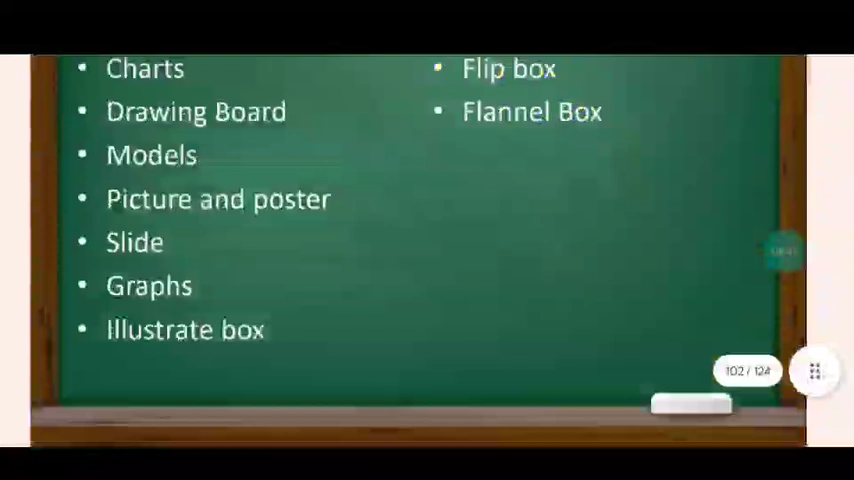 Charts
Drawing Board
Models
Picture and poster
Slide
Graphs
Illustrate box
Flip box
Flannel Box
102 / 124